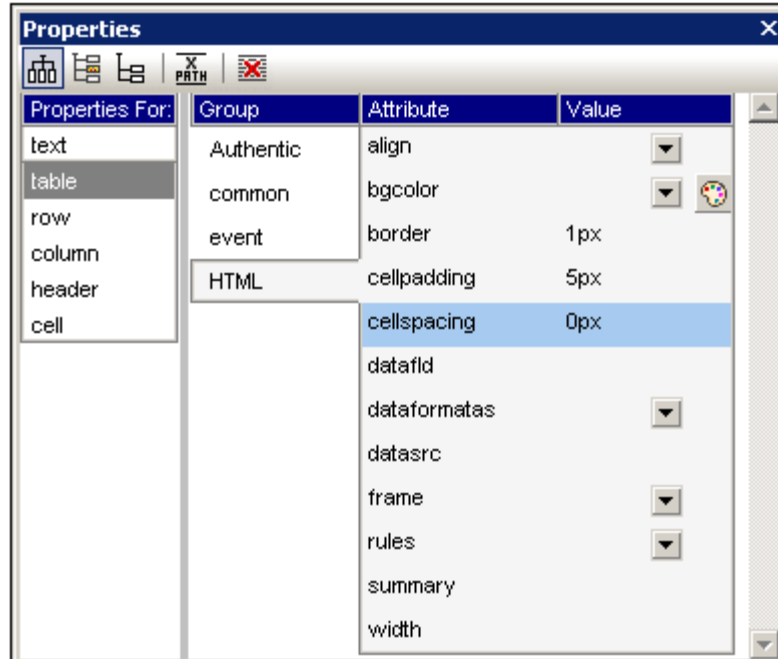 Properties
X
PATH
Properties For:
Group
Attribute
Value
text
table
row
column
header
cell
Authentic
common
event
HTML
align
bgcolor
border 1px
cellpadding 5px
cellspacing 0px
datafld
dataformatas
datasrc
frame
rules
summary
width